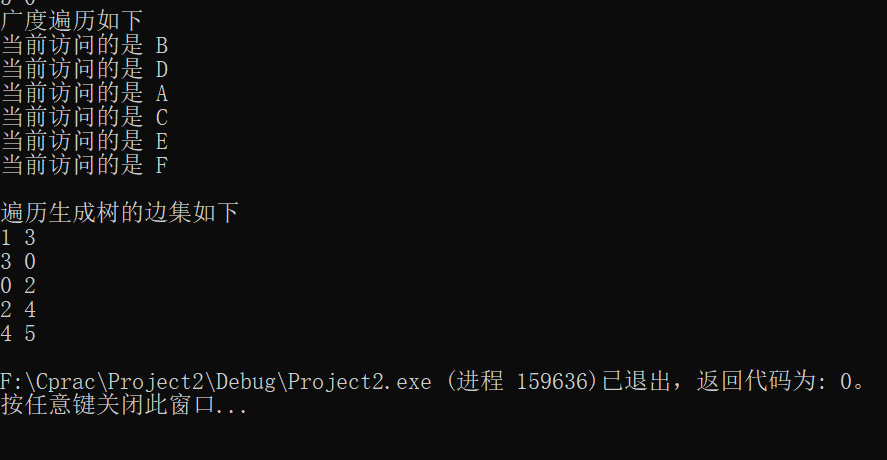 广度遍历如下
当前访问的是 B
当前访问的是 D
当前访问的是 A
当前访问的是 C
当前访问的是 E
当前访问的是 F
遍历生成树的边集如下
1 3
3 0
0 2
2 4
4 5
F:\Cprac\Project2\Debug\Project2.exe (进程 159636)已退出，返回代码为: 0。
按任意键关闭此窗口...